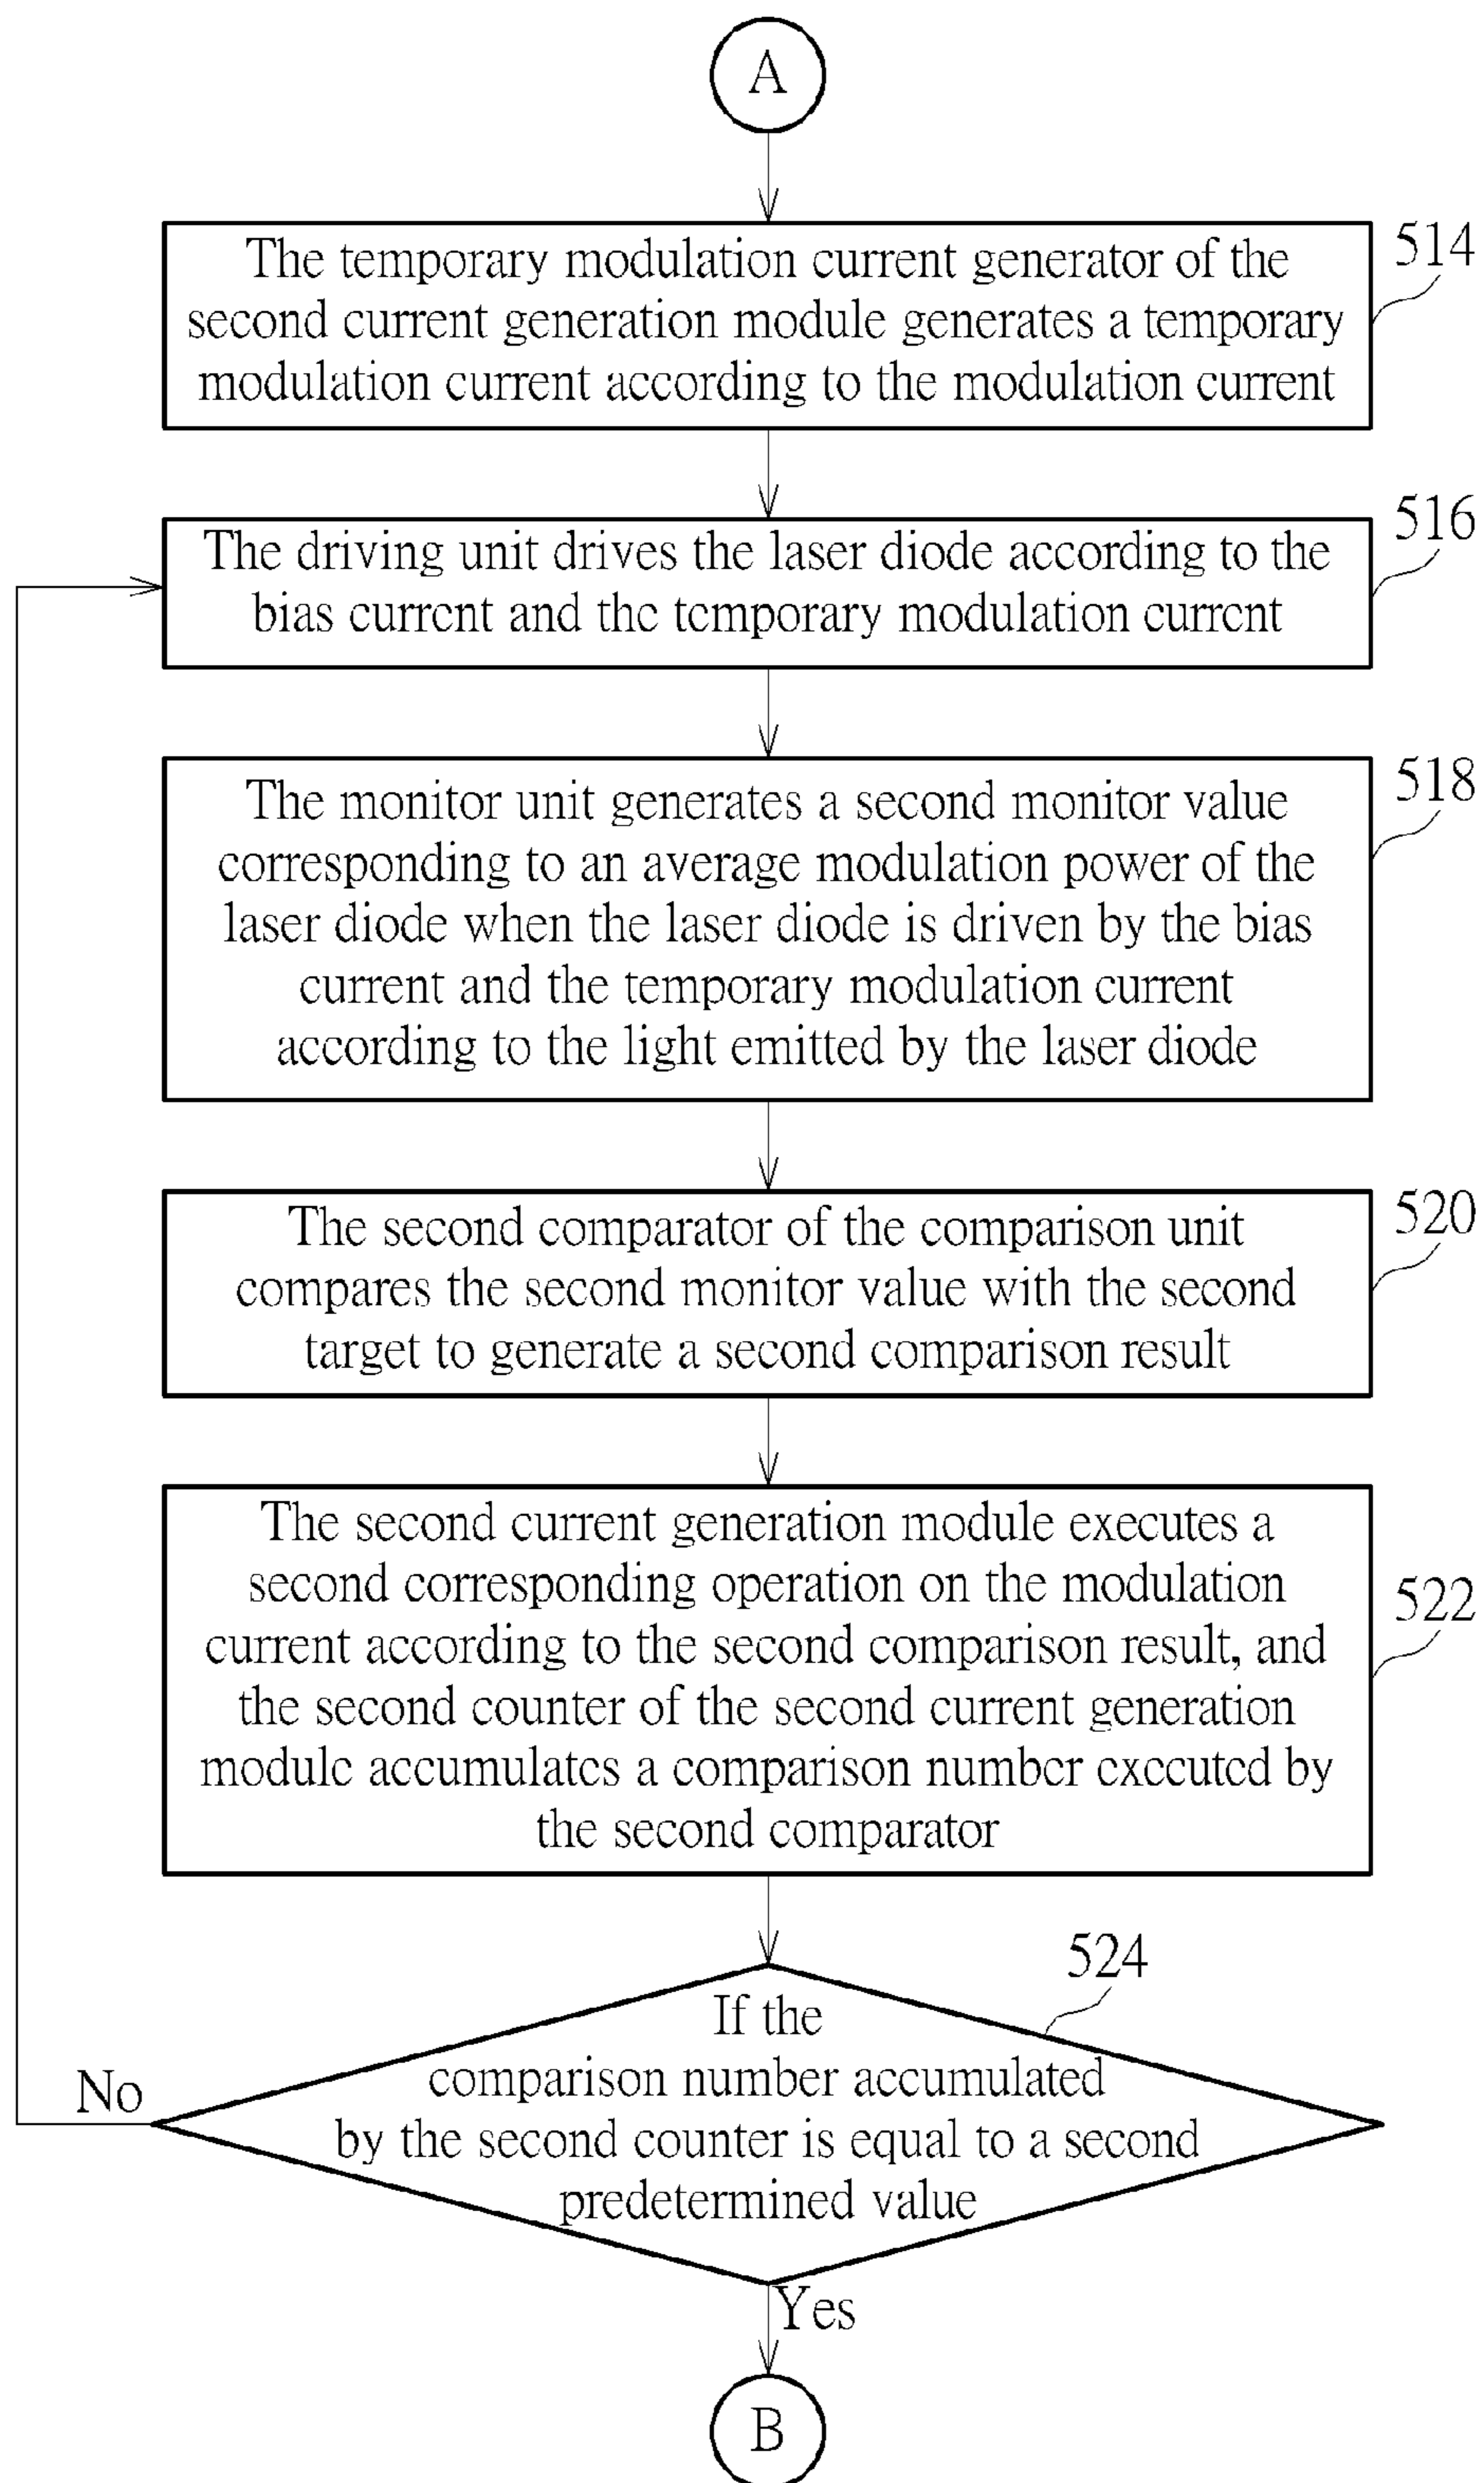 A
The temporary modulation current generator of the
second current generation module generates a temporary
modulation current according to the modulation current
514
The driving unit drives the laser diode according to the
bias current and the temporary modulation current
516
The monitor unit generates a second monitor value
corresponding to an average modulation power of the
laser diode when the laser diode is driven by the bias
current and the temporary modulation current
according to the light emitted by the laser diode
518
The second comparator of the comparison unit
compares the second monitor value with the second
target to generate a second comparison result
520
The second current generation module executes a
second corresponding operation on the modulation
current according to the second comparison result, and
the second counter of the second current generation
module accumulates a comparison number executed by
the second comparator
522
524
If the
comparison number accumulated
by the second counter is equal to a second
predetermined value
No
Yes
B